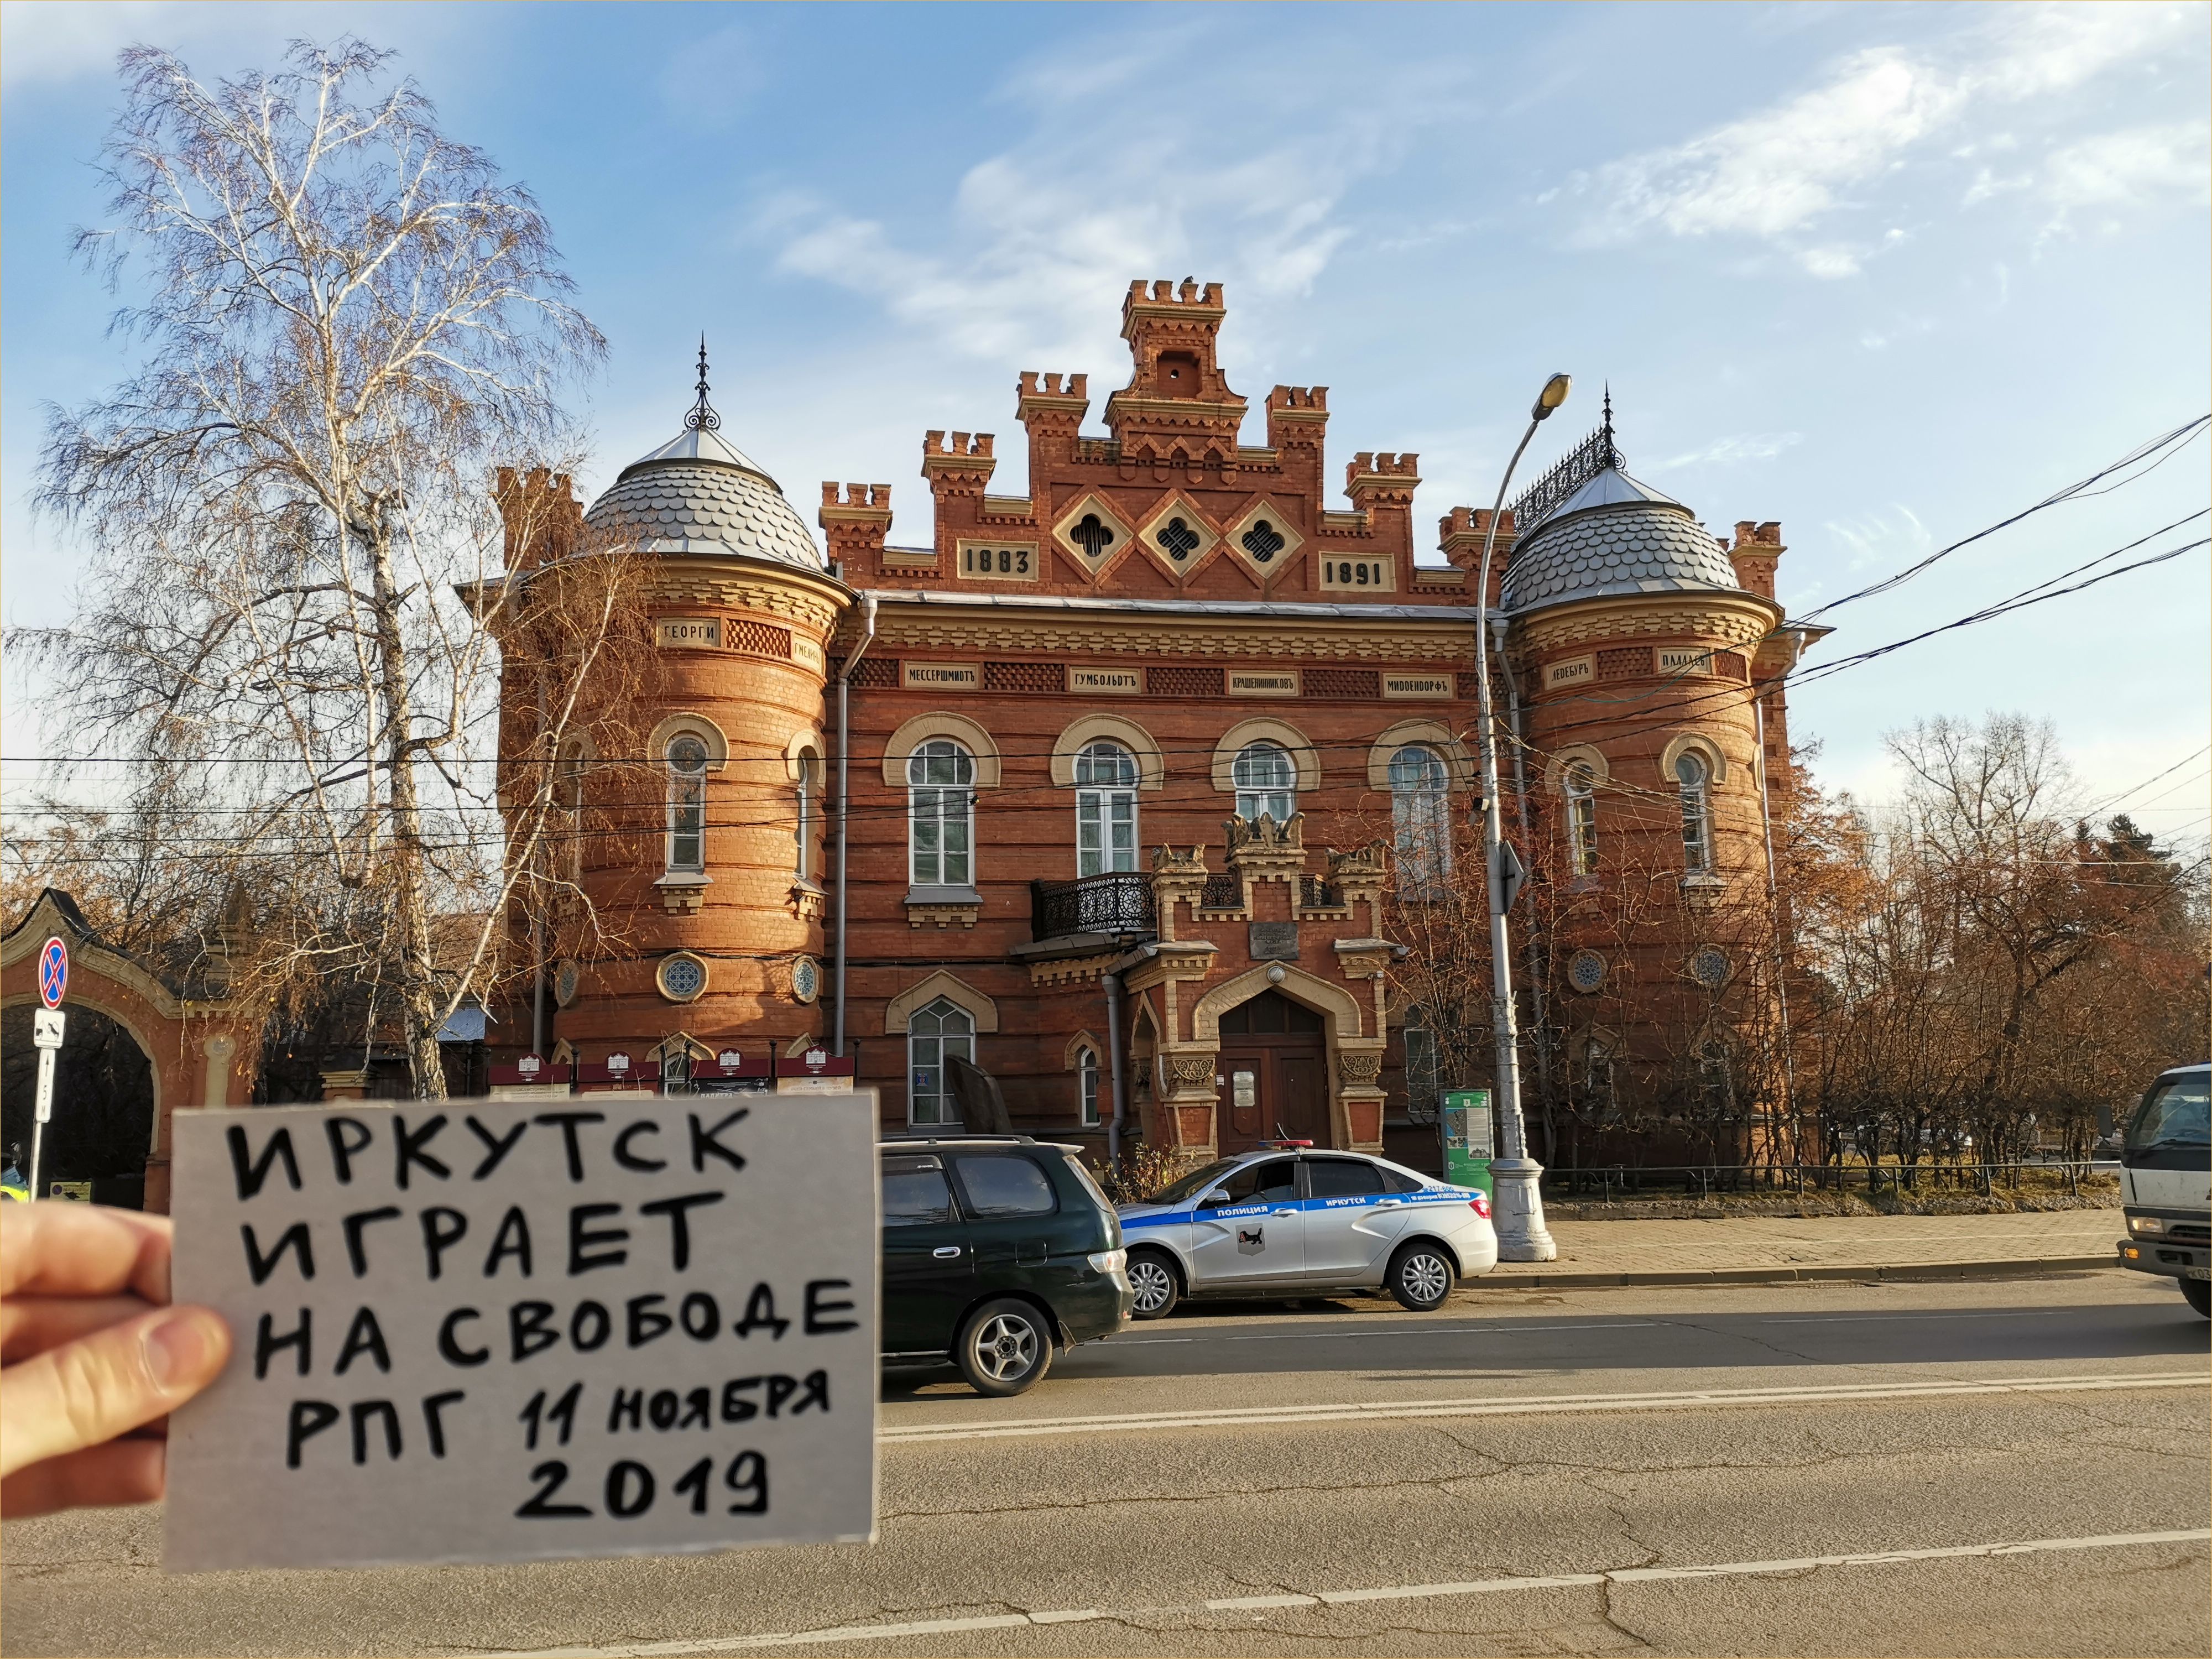 1883
1891
ГЕОРГИ
ГМЕЛИНЪ
МЕССЕРШМИДТЪ
ГУМБОЛЬДТЪ
КРАШЕНИННИКОВЪ
МИДДЕНДОРФЪ
ЛЕДЕБУРЪ
ПАЛЛАСЪ
5 м
ИРКУТСК
ИГРАЕТ
НА СВОБОДЕ
РПГ 11 НОЯБРЯ
2019
ПОЛИЦИЯ
ИРКУТСК